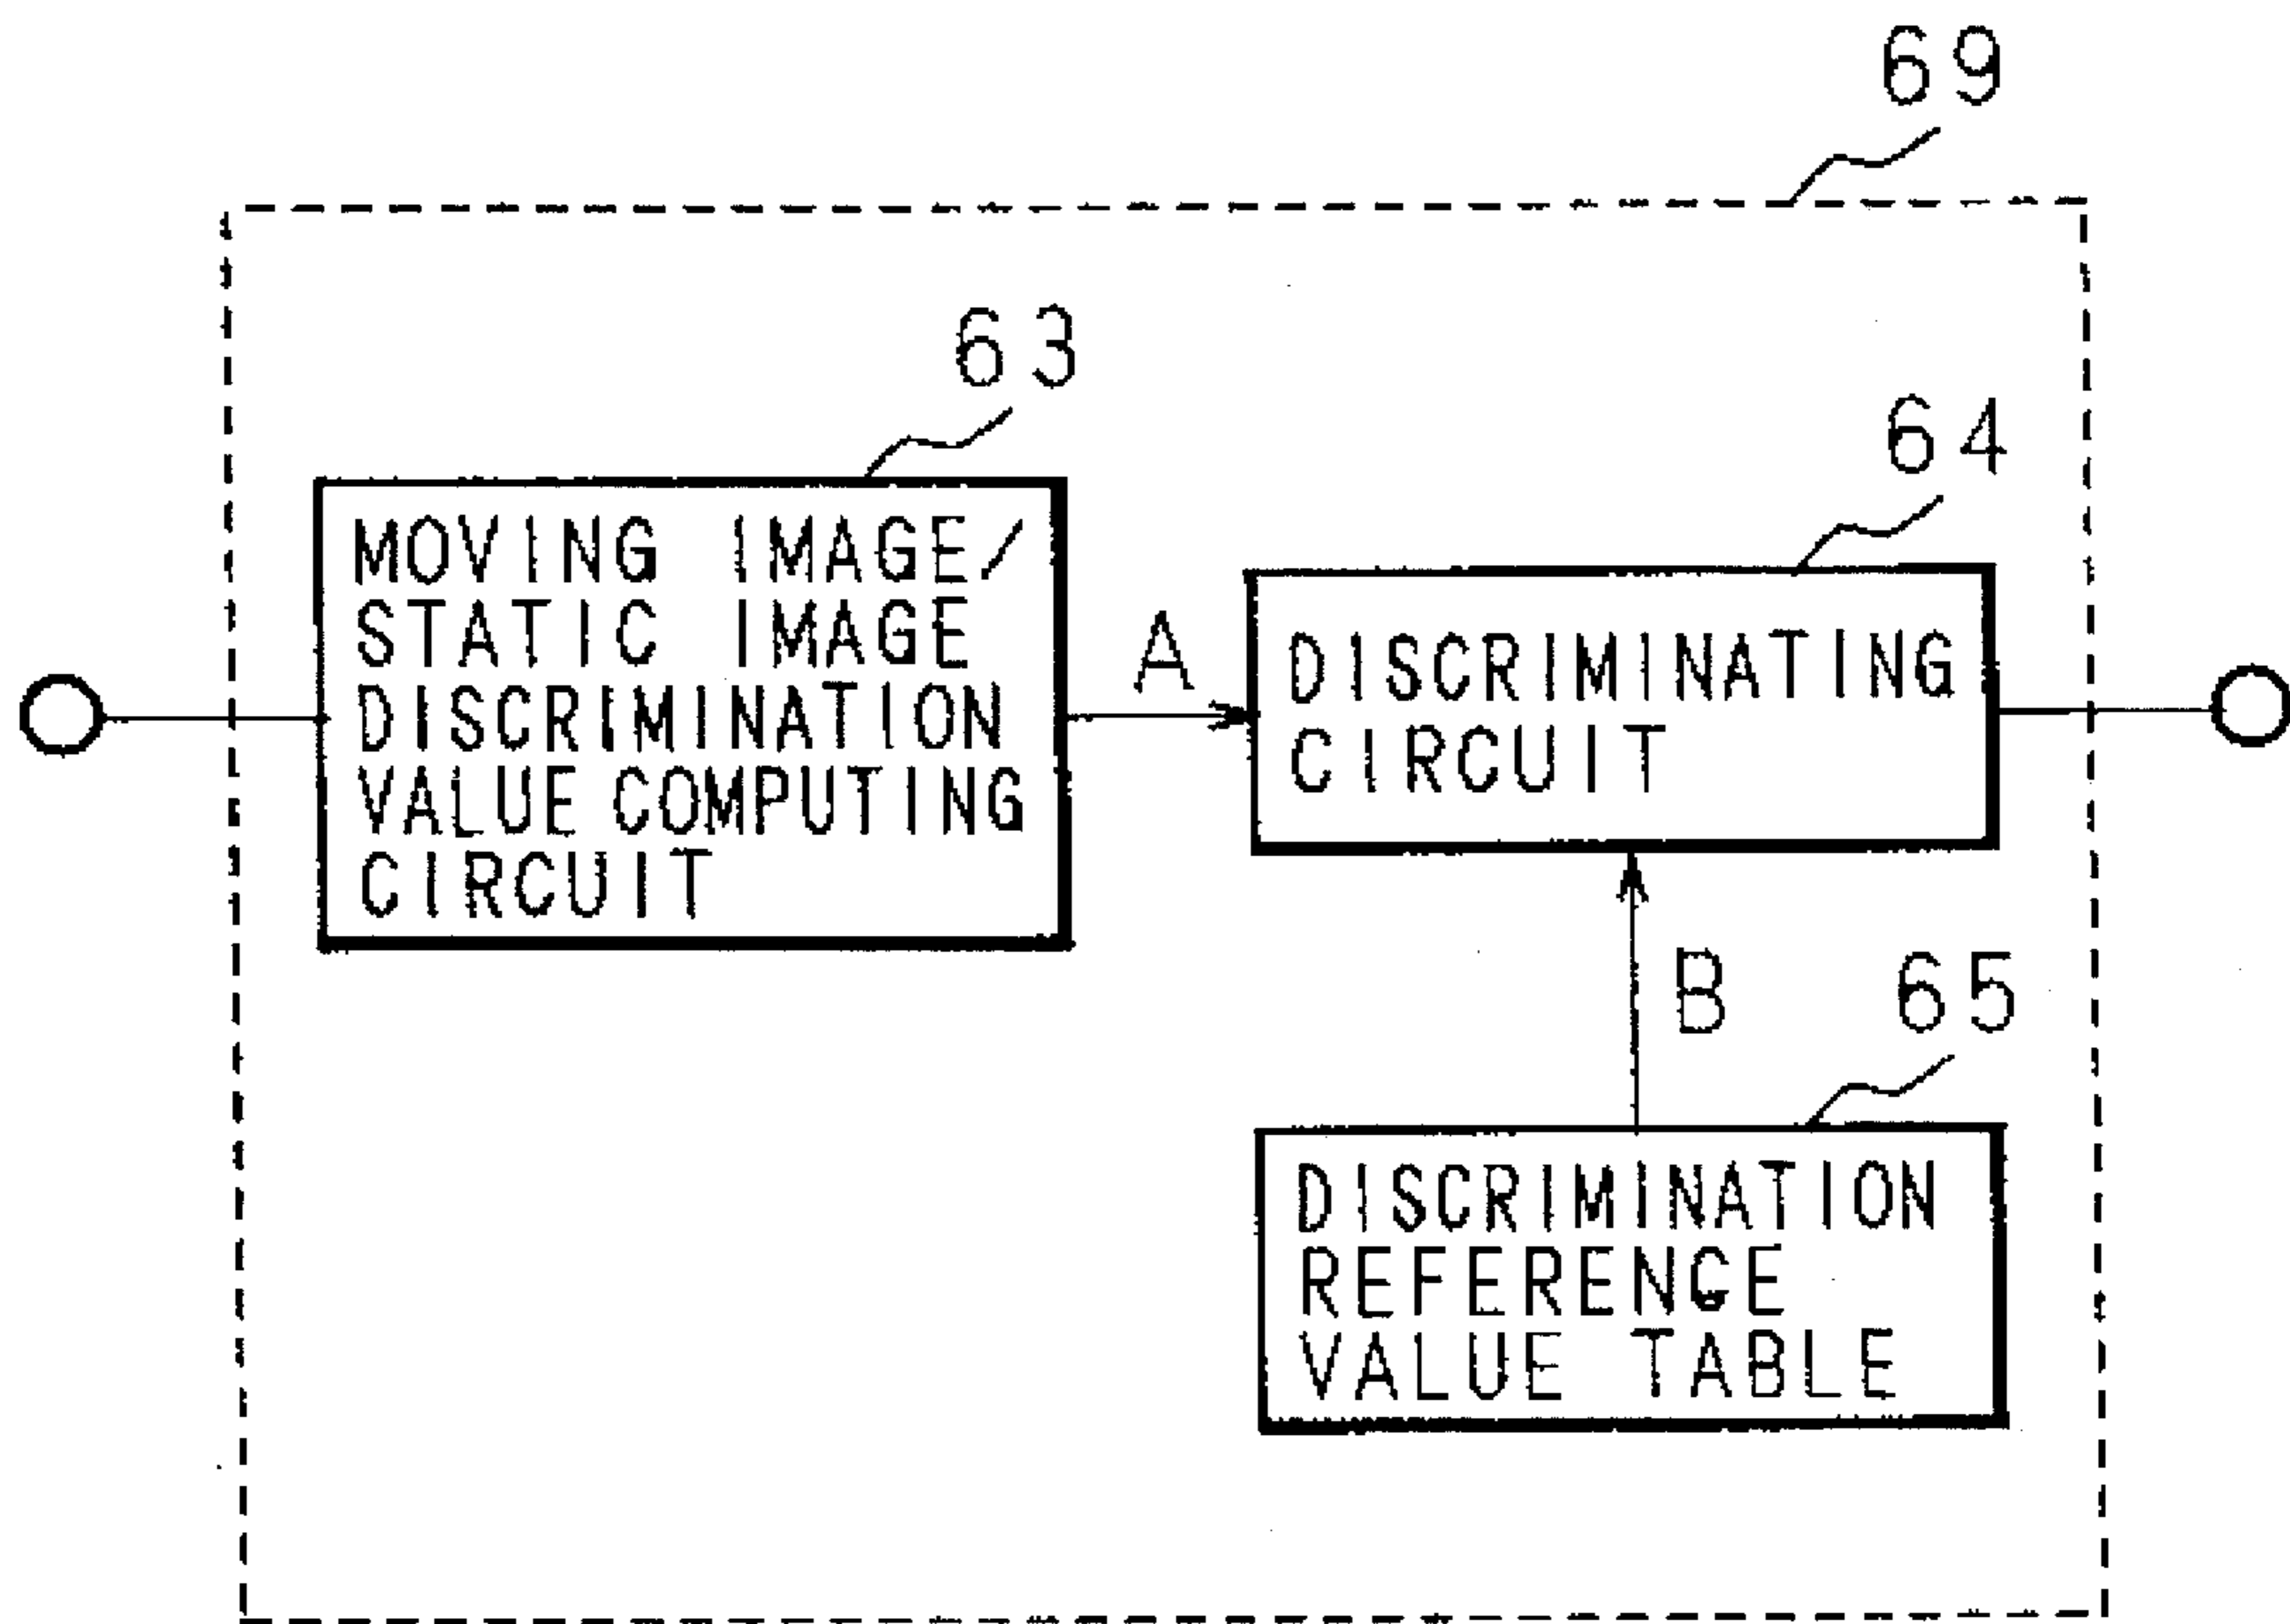 69
63
MOVING IMAGE/
STATIC IMAGE
DISCRIMINATION
VALUE COMPUTING
CIRCUIT
64
A
DISCRIMINATING
CIRCUIT
B
65
DISCRIMINATION
REFERENCE
VALUE TABLE